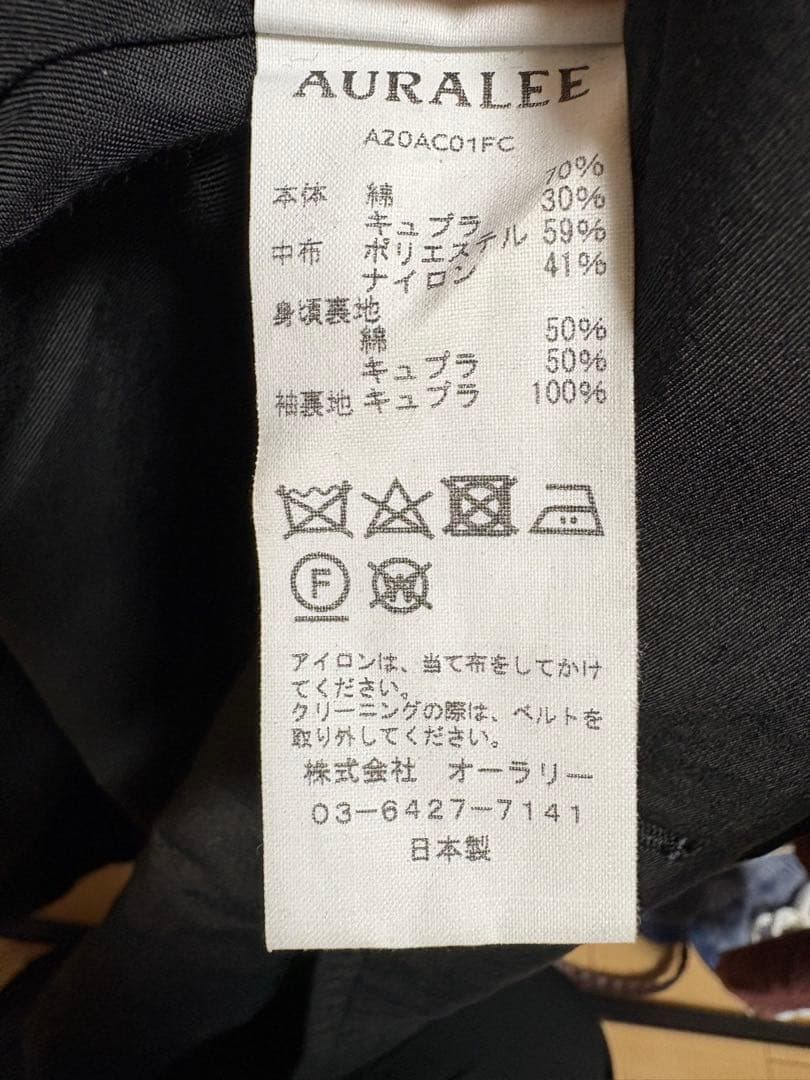 AURALEE
A20AC01FC
本体 綿 70%
キュプラ 30%
中布 ポリエステル 59%
ナイロン 41%
身頃裏地
綿 50%
キュプラ 50%
袖裏地 キュプラ 100%
F
W
アイロンは、当て布をしてかけ
てください。
クリーニングの際は、ベルトを
取り外してください。
株式会社 オーラリー
03-6427-7141
日本製